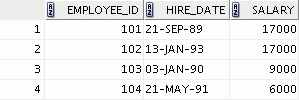 EMPLOYEE_ID HIRE_DATE SALARY
1 101 21-SEP-89 17000
2 102 13-JAN-93 17000
3 103 03-JAN-90 9000
4 104 21-MAY-91 6000